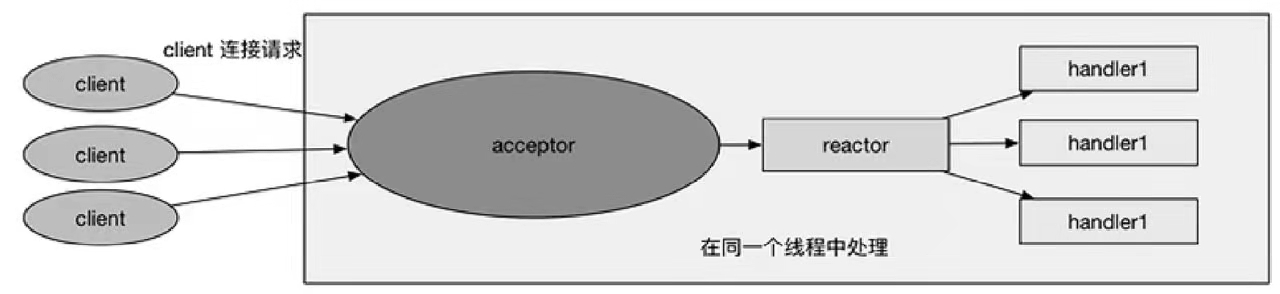 client 连接请求
client
client
client
acceptor
reactor
handler1
handler1
handler1
在同一个线程中处理